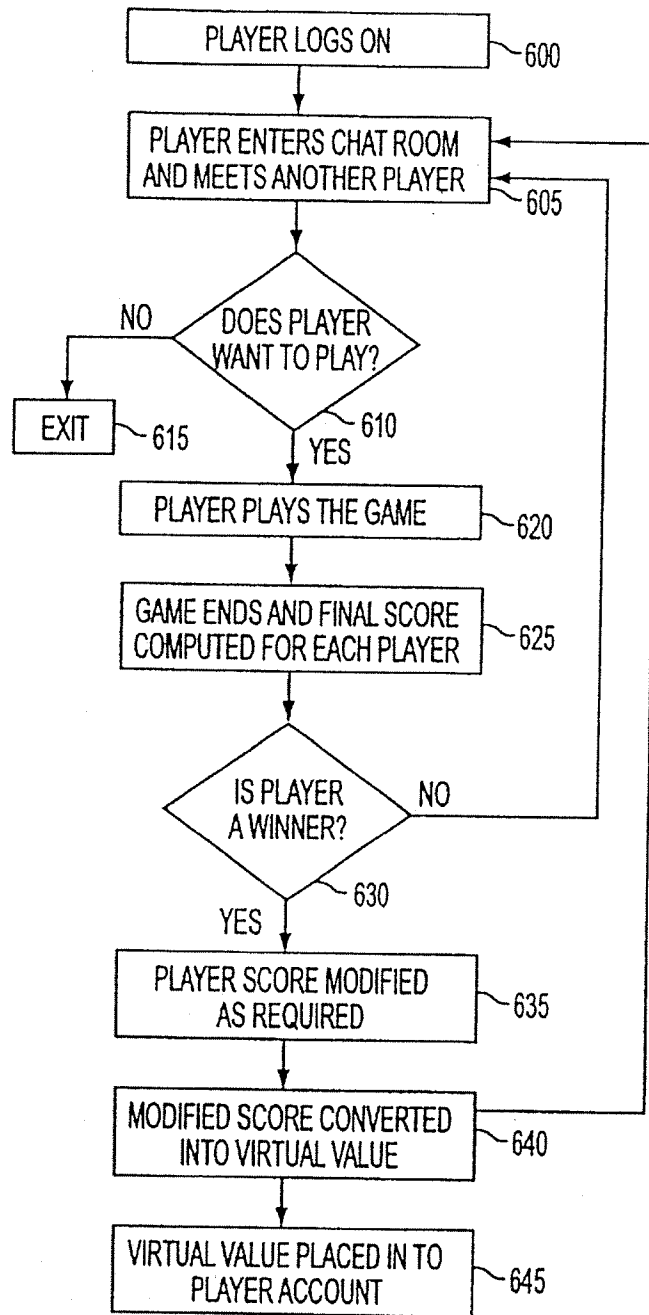 PLAYER LOGS ON
600
PLAYER ENTERS CHAT ROOM
AND MEETS ANOTHER PLAYER
605
NO
DOES PLAYER
WANT TO PLAY?
610
EXIT
615
YES
PLAYER PLAYS THE GAME
620
GAME ENDS AND FINAL SCORE
COMPUTED FOR EACH PLAYER
625
IS PLAYER
A WINNER?
NO
630
YES
PLAYER SCORE MODIFIED
AS REQUIRED
635
MODIFIED SCORE CONVERTED
INTO VIRTUAL VALUE
640
VIRTUAL VALUE PLACED IN TO
PLAYER ACCOUNT
645